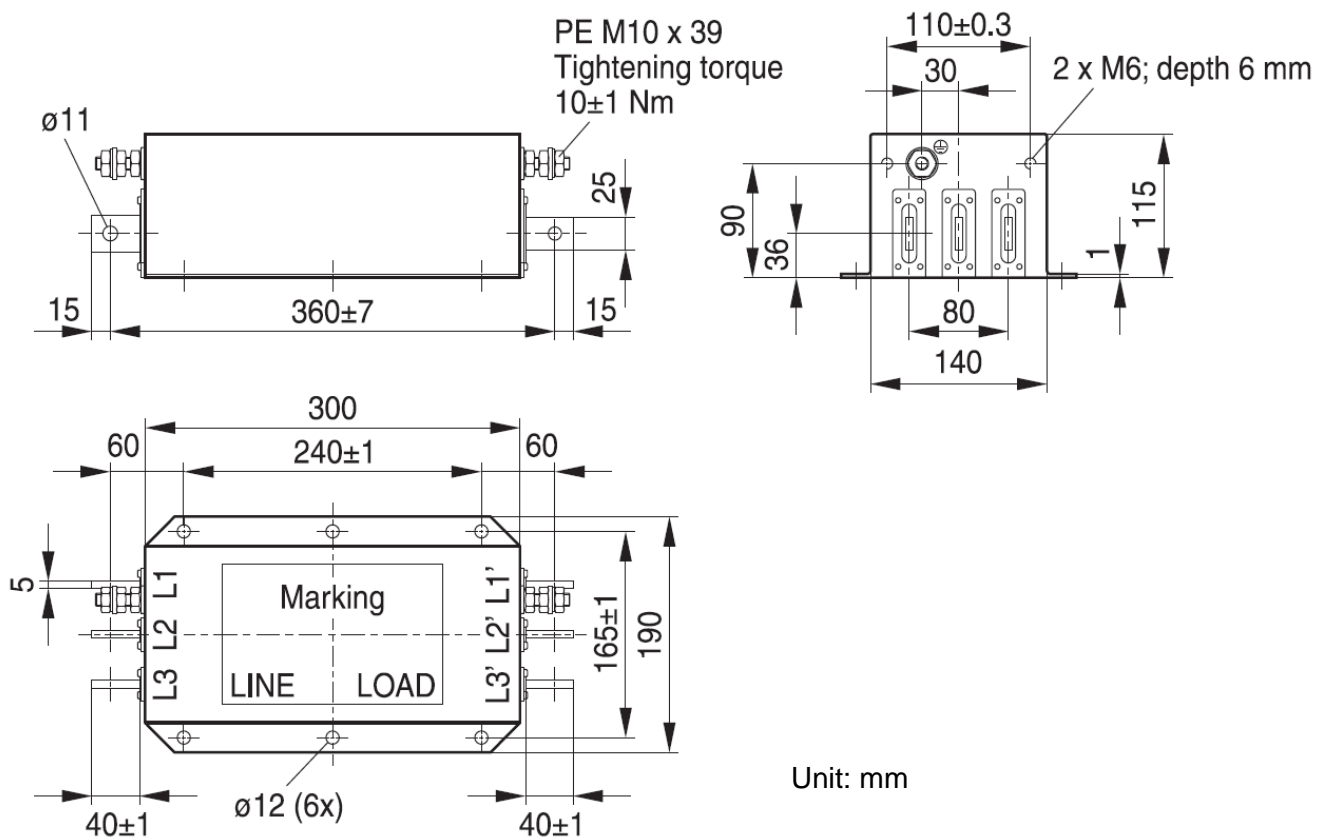 PE M10 x 39
Tightening torque
10±1 Nm
ø11
25
15
360±7
15
110±0.3
30
2 x M6; depth 6 mm
90
36
115
1
80
140
300
60
240±1
60
5
L1
L2
L3
Marking
LINE
LOAD
L1'
L2'
L3'
165±1
190
ø12 (6x)
40±1
40±1
Unit: mm